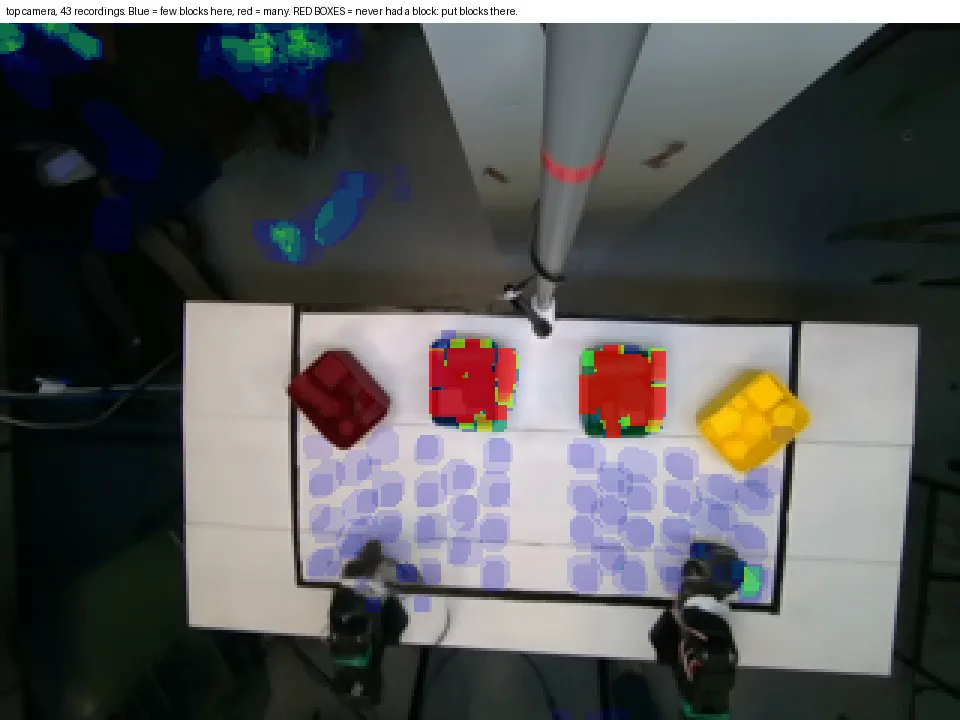 top camera, 43 recordings. Blue = few blocks here, red = many. RED BOXES = never had a block: put blocks there.